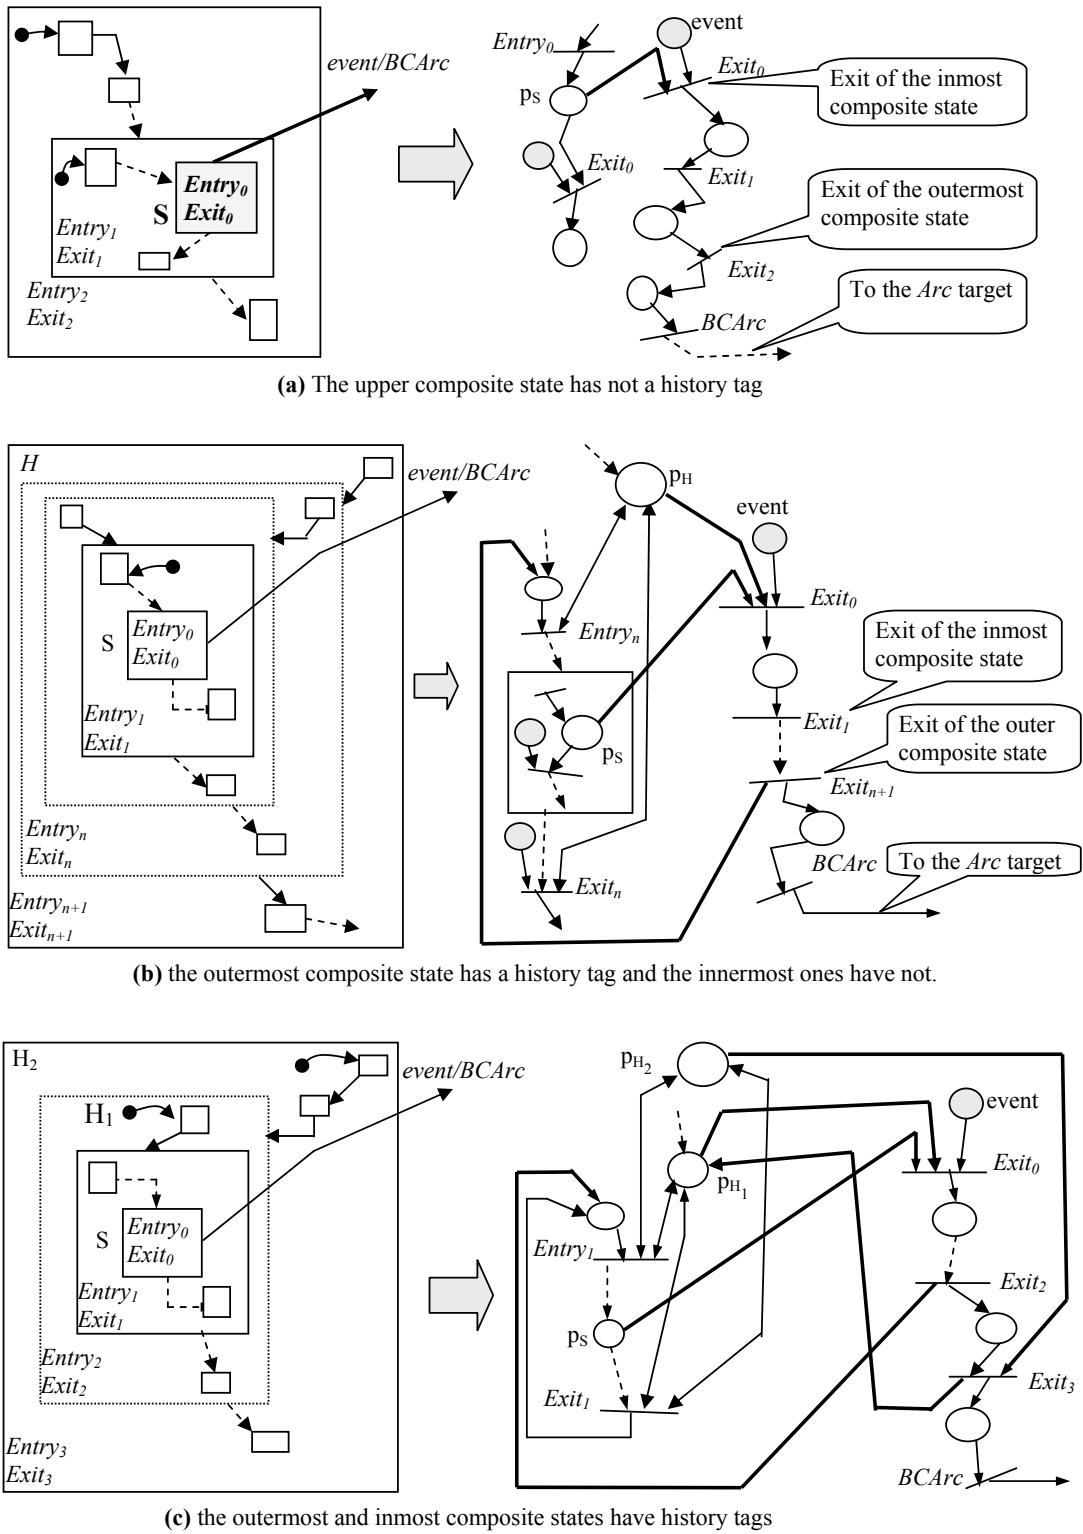 event/BCArc
Entry0
Exit0
S
Entry1
Exit1
Entry2
Exit2
Entry0
event
pS
Exit0
Exit of the inmost
composite state
Exit0
Exit1
Exit of the outermost
composite state
Exit2
To the Arc target
BCArc
(a) The upper composite state has not a history tag
H
event/BCArc
S
Entry0
Exit0
Entry1
Exit1
Entryn
Exitn
Entryn+1
Exitn+1
pH
event
Exit0
Entryn
Exit of the inmost
composite state
Exit1
Exit of the outer
composite state
pS
Exitn+1
BCArc
To the Arc target
Exitn
(b) the outermost composite state has a history tag and the innermost ones have not.
H2
event/BCArc
H1
S
Entry0
Exit0
Entry1
Exit1
Entry2
Exit2
Entry3
Exit3
pH2
event
Exit0
pH1
Entry1
Exit2
pS
Exit1
Exit3
BCArc
(c) the outermost and inmost composite states have history tags